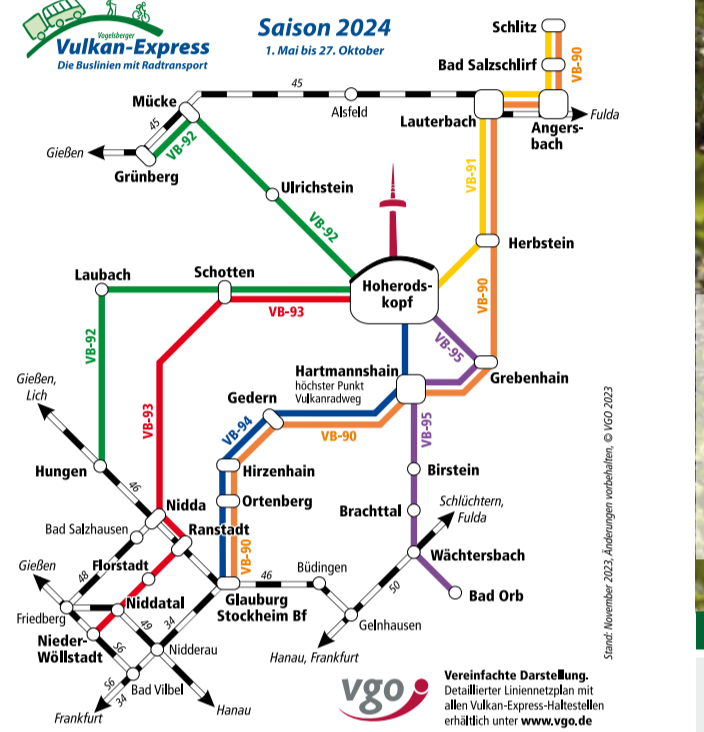 Vogelsberger
Vulkan-Express
Die Buslinien mit Radtransport
Saison 2024
1. Mai bis 27. Oktober
Schlitz
Bad Salzschlirf
VB-90
45
Mücke
Alsfeld
Lauterbach
Angers-
bach
Fulda
45
VB-92
Gießen
Grünberg
VB-91
Ulrichstein
VB-92
Herbstein
Laubach
Schotten
Hoherods-
kopf
VB-90
VB-93
VB-92
VB-95
Gießen,
Lich
Hartmannshain
höchster Punkt
Vulkanradweg
Grebenhain
Gedern
VB-93
VB-94
VB-90
VB-95
Hungen
46
Hirzenhain
Birstein
Nidda
Ortenberg
Brachttal
Schlüchtern,
Fulda
Bad Salzhausen
Ranstadt
VB-90
Gießen
48
Florstadt
46
Büdingen
Wächtersbach
50
Bad Orb
Friedberg
Niddatal
Glauburg
Stockheim Bf
49
34
Gelnhausen
Nieder-
Wöllstadt
S6
Nidderau
Hanau, Frankfurt
S6
34
Bad Vilbel
Frankfurt
Hanau
vgo
Vereinfachte Darstellung.
Detaillierter Liniennetzplan mit
allen Vulkan-Express-Haltestellen
erhältlich unter www.vgo.de
Stand: November 2023, Änderungen vorbehalten, © VGO 2023